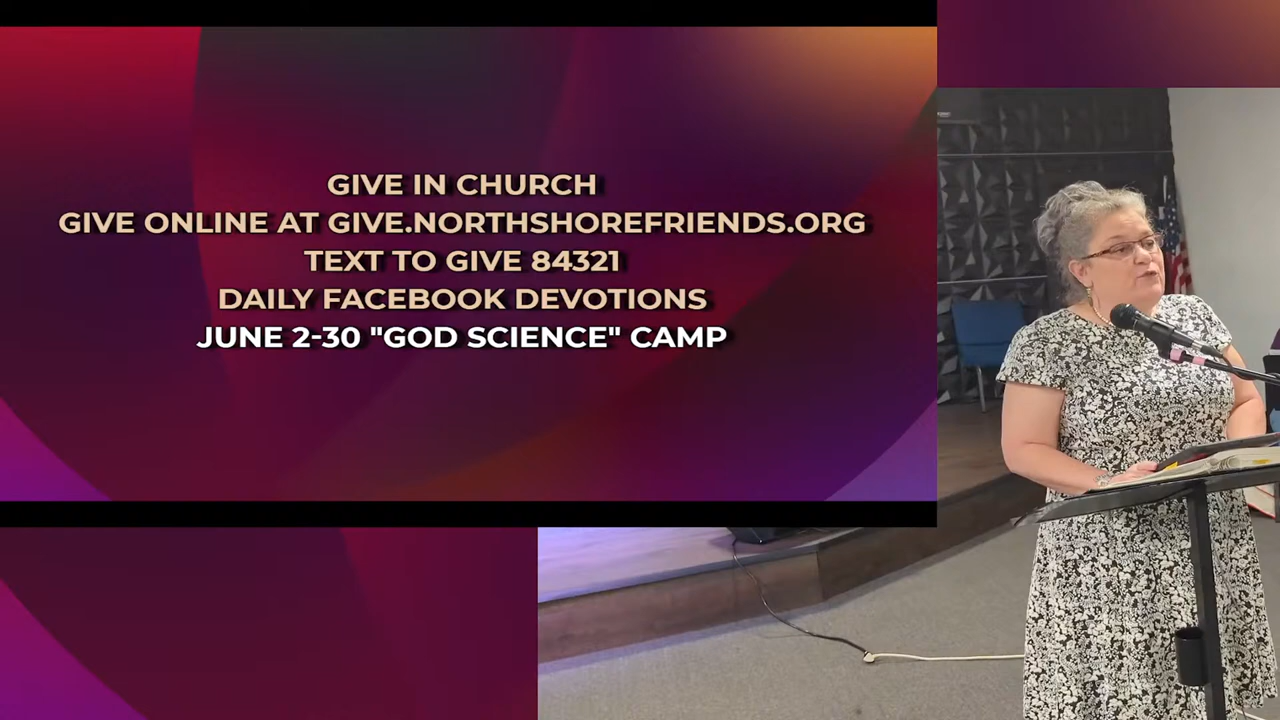 GIVE IN CHURCH
GIVE ONLINE AT GIVE.NORTHSHOREFRIENDS.ORG
TEXT TO GIVE 84321
DAILY FACEBOOK DEVOTIONS
JUNE 2-30 "GOD SCIENCE" CAMP